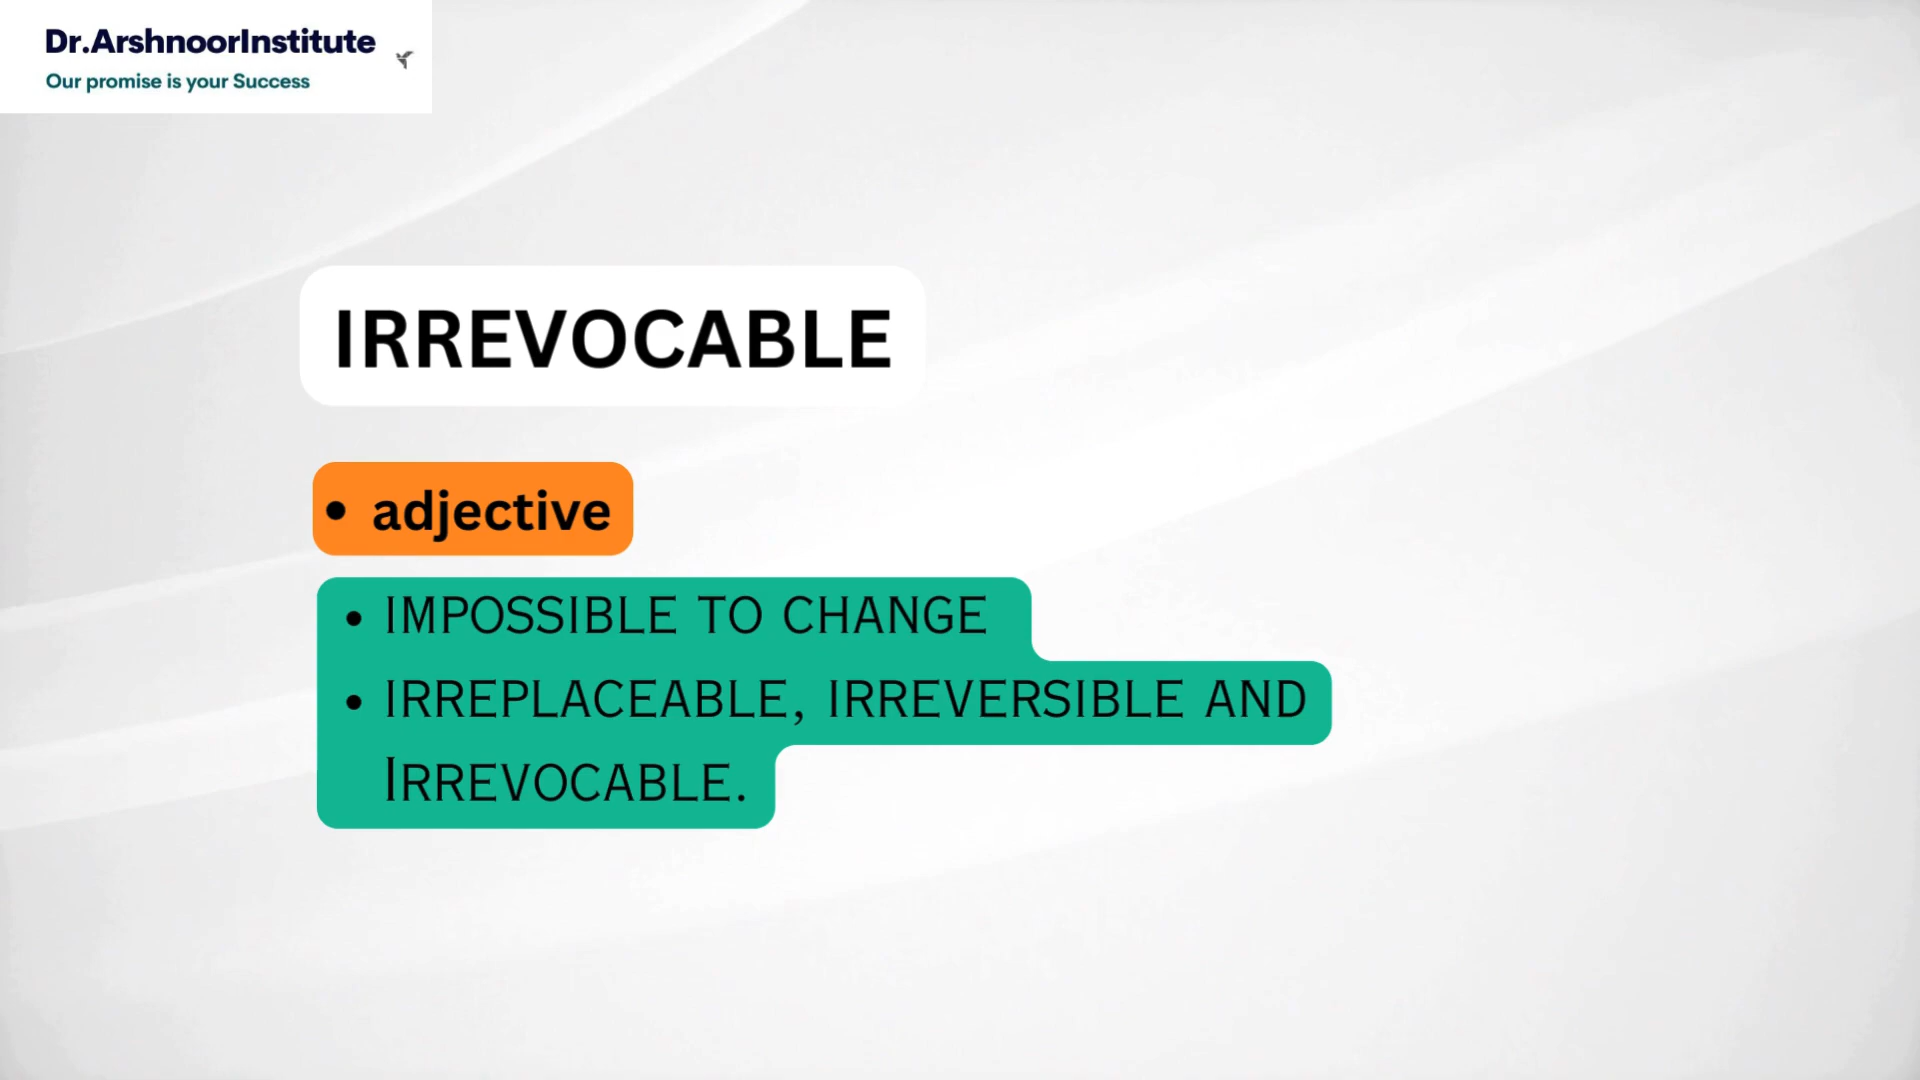 Dr.ArshnoorInstitute
Our promise is your Success
IRREVOCABLE
• adjective
• IMPOSSIBLE TO CHANGE
• IRREPLACEABLE, IRREVERSIBLE AND
IRREVOCABLE.